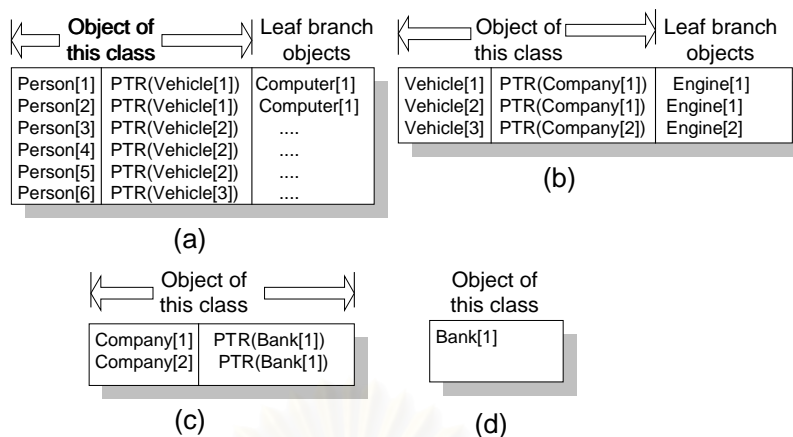 Object of this class
Leaf branch objects
Person[1] PTR(Vehicle[1]) Computer[1]
Person[2] PTR(Vehicle[1]) Computer[1]
Person[3] PTR(Vehicle[2]) ....
Person[4] PTR(Vehicle[2]) ....
Person[5] PTR(Vehicle[2]) ....
Person[6] PTR(Vehicle[3])
(a)
Object of this class
Leaf branch objects
Vehicle[1] PTR(Company[1]) Engine[1]
Vehicle[2] PTR(Company[1]) Engine[1]
Vehicle[3] PTR(Company[2]) Engine[2]
(b)
Object of this class
Company[1] PTR(Bank[1])
Company[2] PTR(Bank[1])
(c)
Object of this class
Bank[1]
(d)